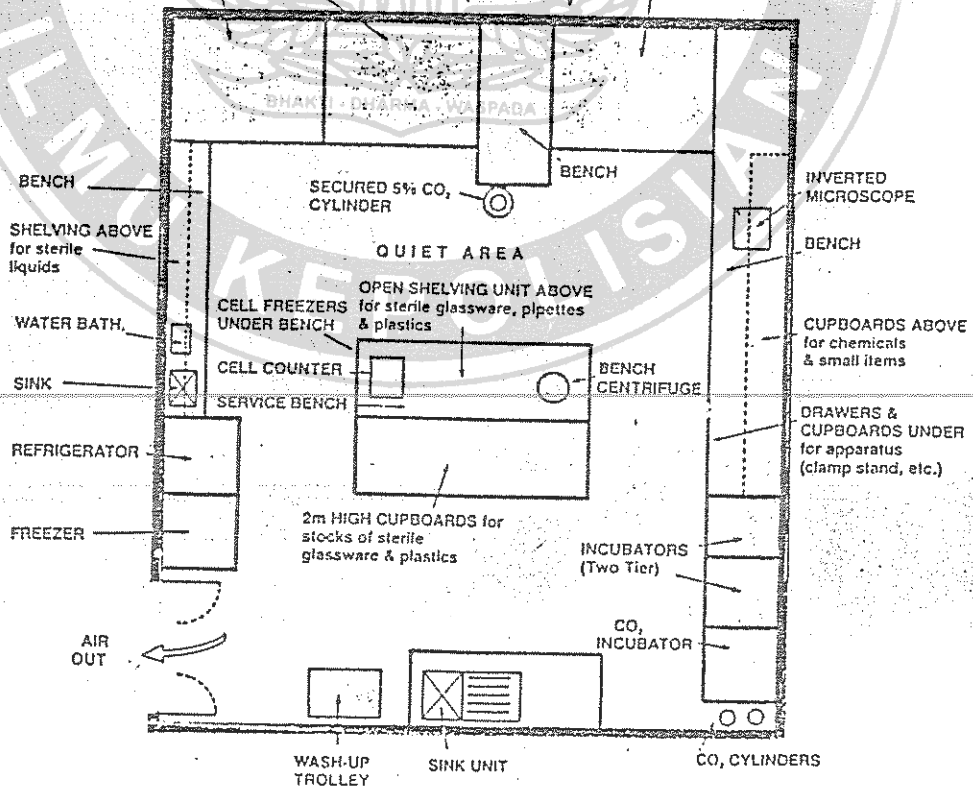 BHAKTI - DHARMA - WASPADA
ILMU KEPOLISIAN
BENCH
SHELVING ABOVE
for sterile
liquids
WATER BATH.
SINK
REFRIGERATOR
FREEZER
AIR
OUT
SECURED 5% CO₂
CYLINDER
BENCH
QUIET AREA
CELL FREEZERS
UNDER BENCH
OPEN SHELVING UNIT ABOVE
for sterile glassware, pipettes
& plastics
CELL COUNTER
SERVICE BENCH
BENCH
CENTRIFUGE
2m HIGH CUPBOARDS for
stocks of sterile
glassware & plastics
INVERTED
MICROSCOPE
BENCH
CUPBOARDS ABOVE
for chemicals
& small items
DRAWERS &
CUPBOARDS UNDER
for apparatus
(clamp stand, etc.)
INCUBATORS
(Two Tier)
CO₂
INCUBATOR
WASH-UP
TROLLEY
SINK UNIT
CO₂ CYLINDERS